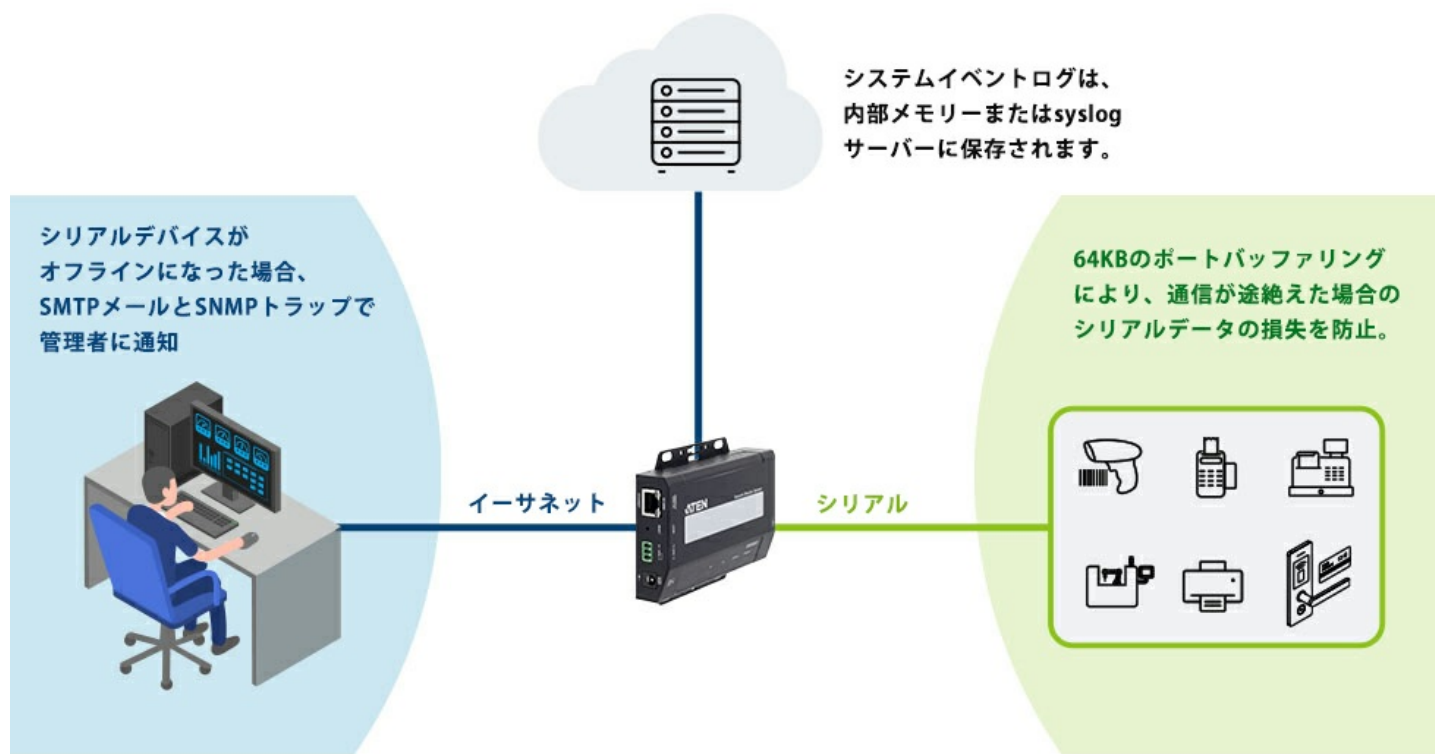 システムイベントログは、
内部メモリーまたはsyslog
サーバーに保存されます。
シリアルデバイスが
オフラインになった場合、
SMTPメールとSNMPトラップで
管理者に通知
64KBのポートバッファリング
により、通信が途絶えた場合の
シリアルデータの損失を防止。
イーサネット
シリアル
ATEN